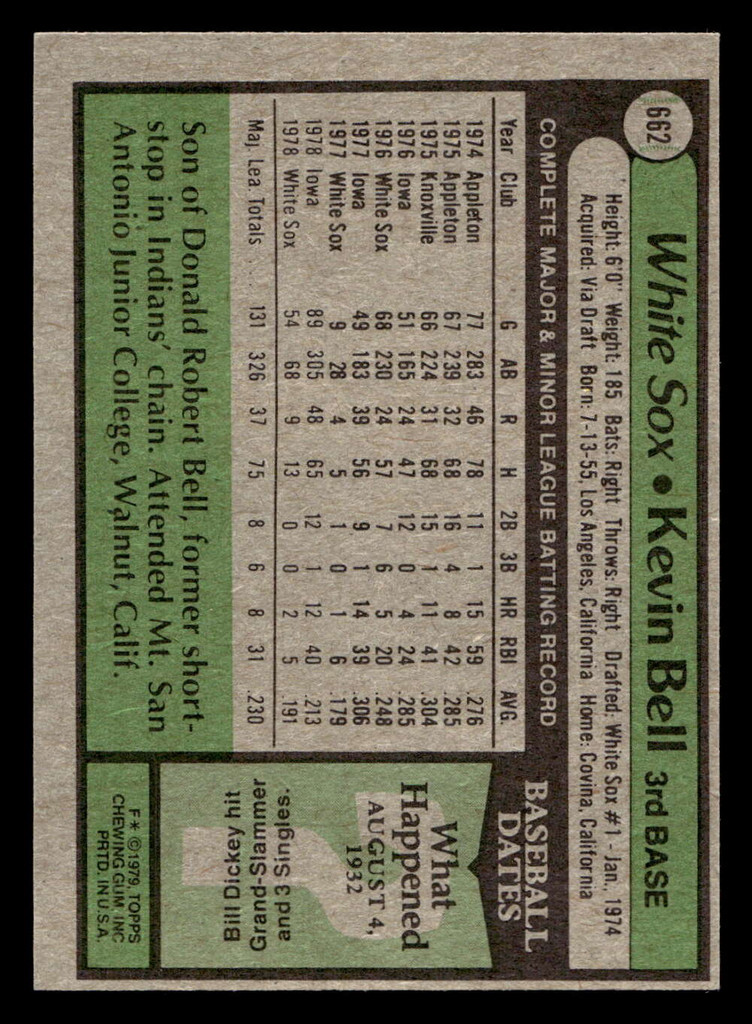 662
White Sox • Kevin Bell 3rd BASE
Height: 6'0" Weight: 185 Bats: Right Throws: Right Drafted: White Sox #1 - Jan., 1974
Acquired: Via Draft Born: 7-13-55, Los Angeles, California Home: Covina, California
COMPLETE MAJOR & MINOR LEAGUE BATTING RECORD
Year Club G AB R H 2B 3B HR RBI AVG.
1974 Appleton 77 283 46 78 11 1 15 59 .276
1975 Appleton 67 239 32 68 16 4 8 42 .285
1975 Knoxville 66 224 31 68 15 1 11 41 .304
1976 Iowa 51 165 24 47 12 0 4 24 .285
1976 White Sox 68 230 24 57 7 6 5 20 .248
1977 Iowa 49 183 39 56 9 1 14 39 .306
1977 White Sox 9 28 4 5 1 0 1 6 .179
1978 Iowa 89 305 48 65 12 1 12 40 .213
1978 White Sox 54 68 9 13 0 0 2 5 .191
Maj. Lea. Totals . . . 131 326 37 75 8 6 8 31 .230
Son of Donald Robert Bell, former short-
stop in Indians' chain. Attended Mt. San
Antonio Junior College, Walnut, Calif.
BASEBALL
DATES
What
Happened
AUGUST 4,
1932
Bill Dickey hit
Grand-Slammer
and 3 Singles.
F* ©1979, TOPPS
CHEWING GUM, INC
PRTD. IN U.S.A.